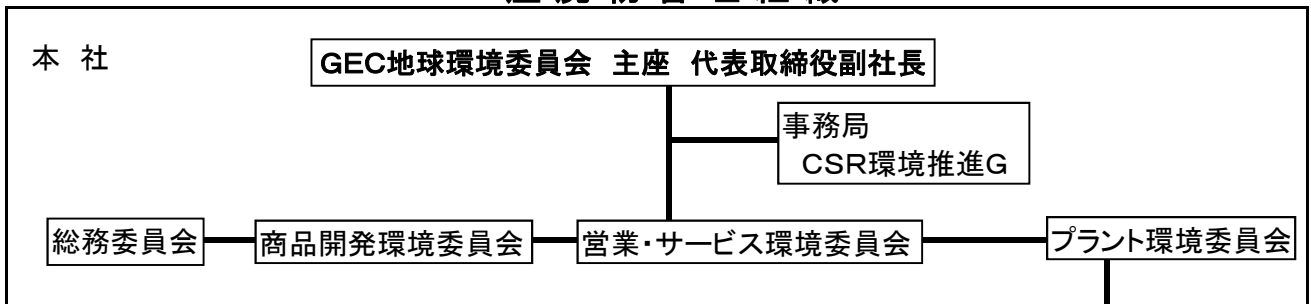 本 社
GEC地球環境委員会 主座 代表取締役副社長
事務局
CSR環境推進G
総務委員会
商品開発環境委員会
営業・サービス環境委員会
プラント環境委員会